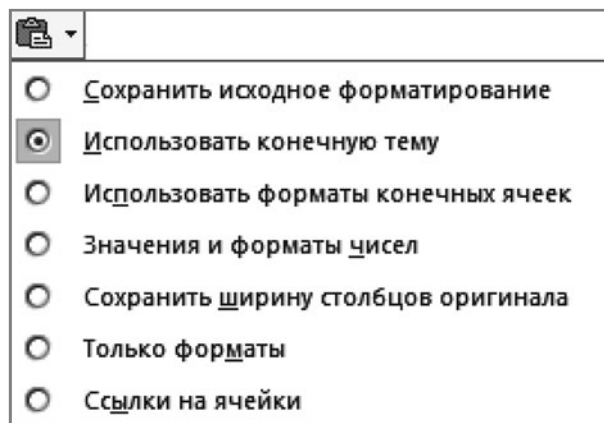 Сохранить исходное форматирование
Использовать конечную тему
Использовать форматы конечных ячеек
Значения и форматы чисел
Сохранить ширину столбцов оригинала
Только форматы
Ссылки на ячейки